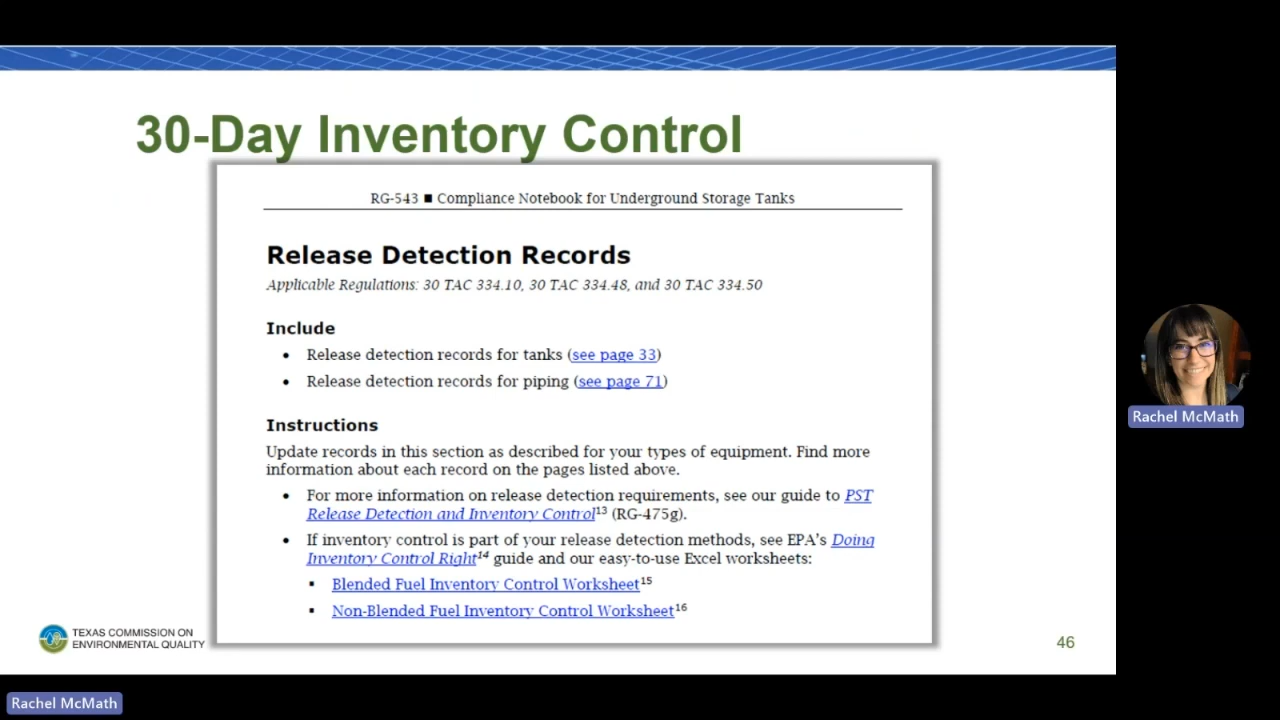 30-Day Inventory Control
RG-543 ■ Compliance Notebook for Underground Storage Tanks
Release Detection Records
Applicable Regulations: 30 TAC 334.10, 30 TAC 334.48, and 30 TAC 334.50
Include
• Release detection records for tanks (see page 33)
• Release detection records for piping (see page 71)
Instructions
Update records in this section as described for your types of equipment. Find more
information about each record on the pages listed above.
• For more information on release detection requirements, see our guide to PST
Release Detection and Inventory Control¹³ (RG-475g).
• If inventory control is part of your release detection methods, see EPA's Doing
Inventory Control Right¹⁴ guide and our easy-to-use Excel worksheets:
▪ Blended Fuel Inventory Control Worksheet¹⁵
▪ Non-Blended Fuel Inventory Control Worksheet¹⁶
TEXAS COMMISSION ON
ENVIRONMENTAL QUALITY
46
Rachel McMath
Rachel McMath